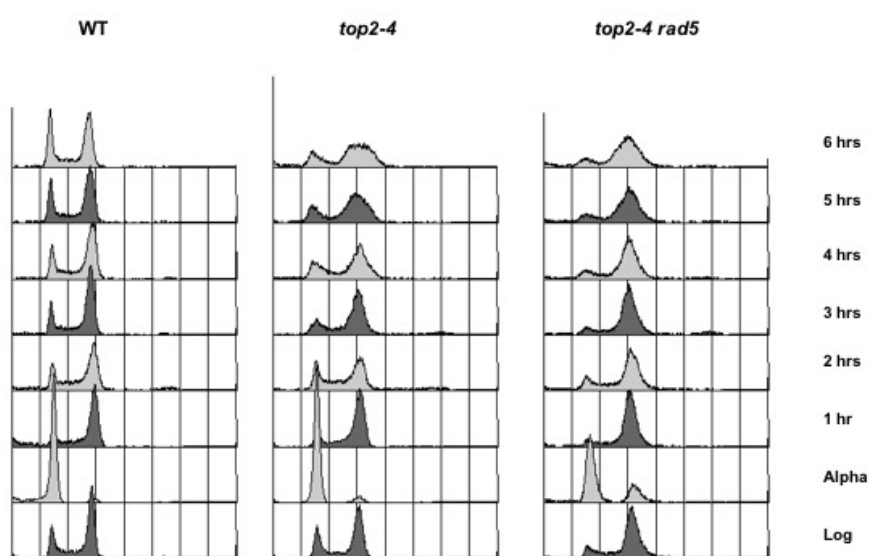 WT
top2-4
top2-4 rad5
6 hrs
5 hrs
4 hrs
3 hrs
2 hrs
1 hr
Alpha
Log